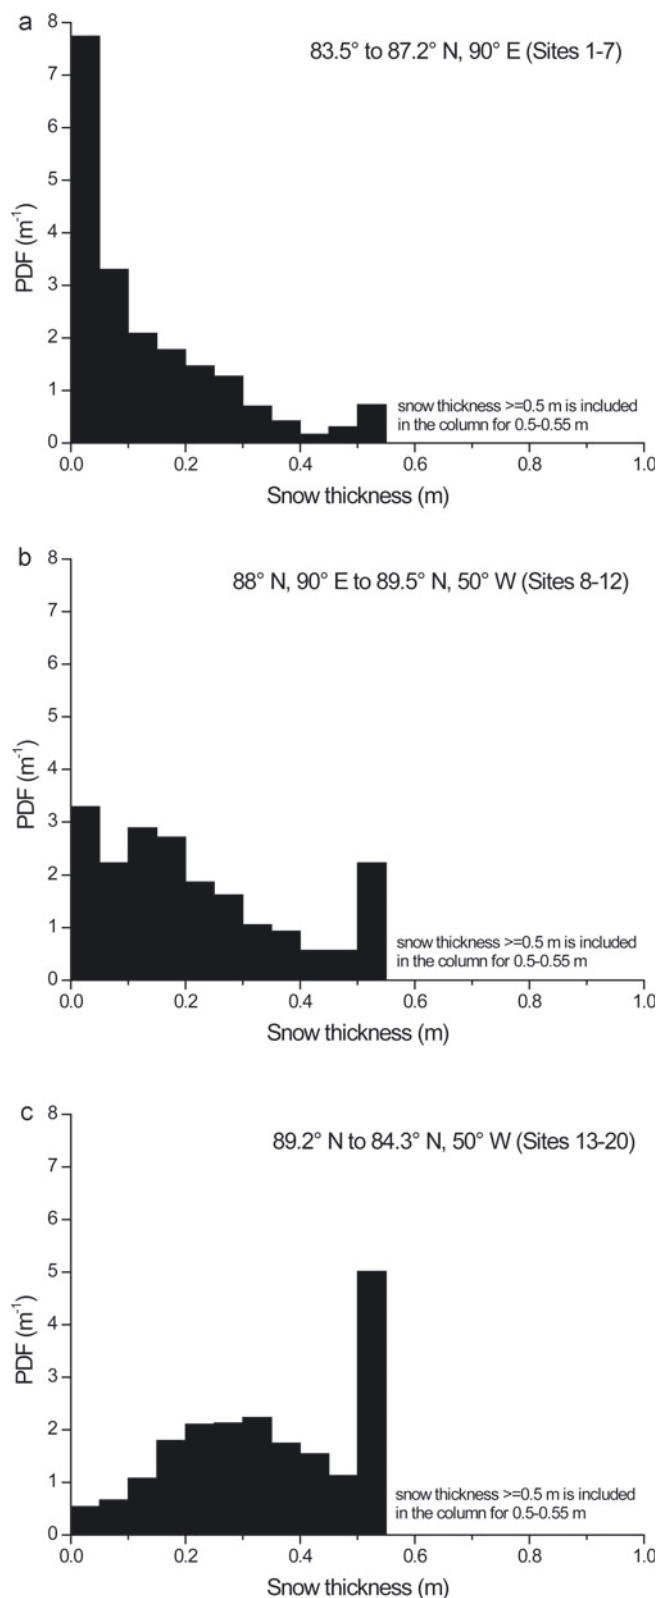 a
83.5° to 87.2° N, 90° E (Sites 1-7)
8
7
6
5
4
3
2
1
0
PDF (m⁻¹)
snow thickness >=0.5 m is included
in the column for 0.5-0.55 m
0.0 0.2 0.4 0.6 0.8 1.0
Snow thickness (m)
b
88° N, 90° E to 89.5° N, 50° W (Sites 8-12)
8
7
6
5
4
3
2
1
0
PDF (m⁻¹)
snow thickness >=0.5 m is included
in the column for 0.5-0.55 m
0.0 0.2 0.4 0.6 0.8 1.0
Snow thickness (m)
c
89.2° N to 84.3° N, 50° W (Sites 13-20)
8
7
6
5
4
3
2
1
0
PDF (m⁻¹)
snow thickness >=0.5 m is included
in the column for 0.5-0.55 m
0.0 0.2 0.4 0.6 0.8 1.0
Snow thickness (m)